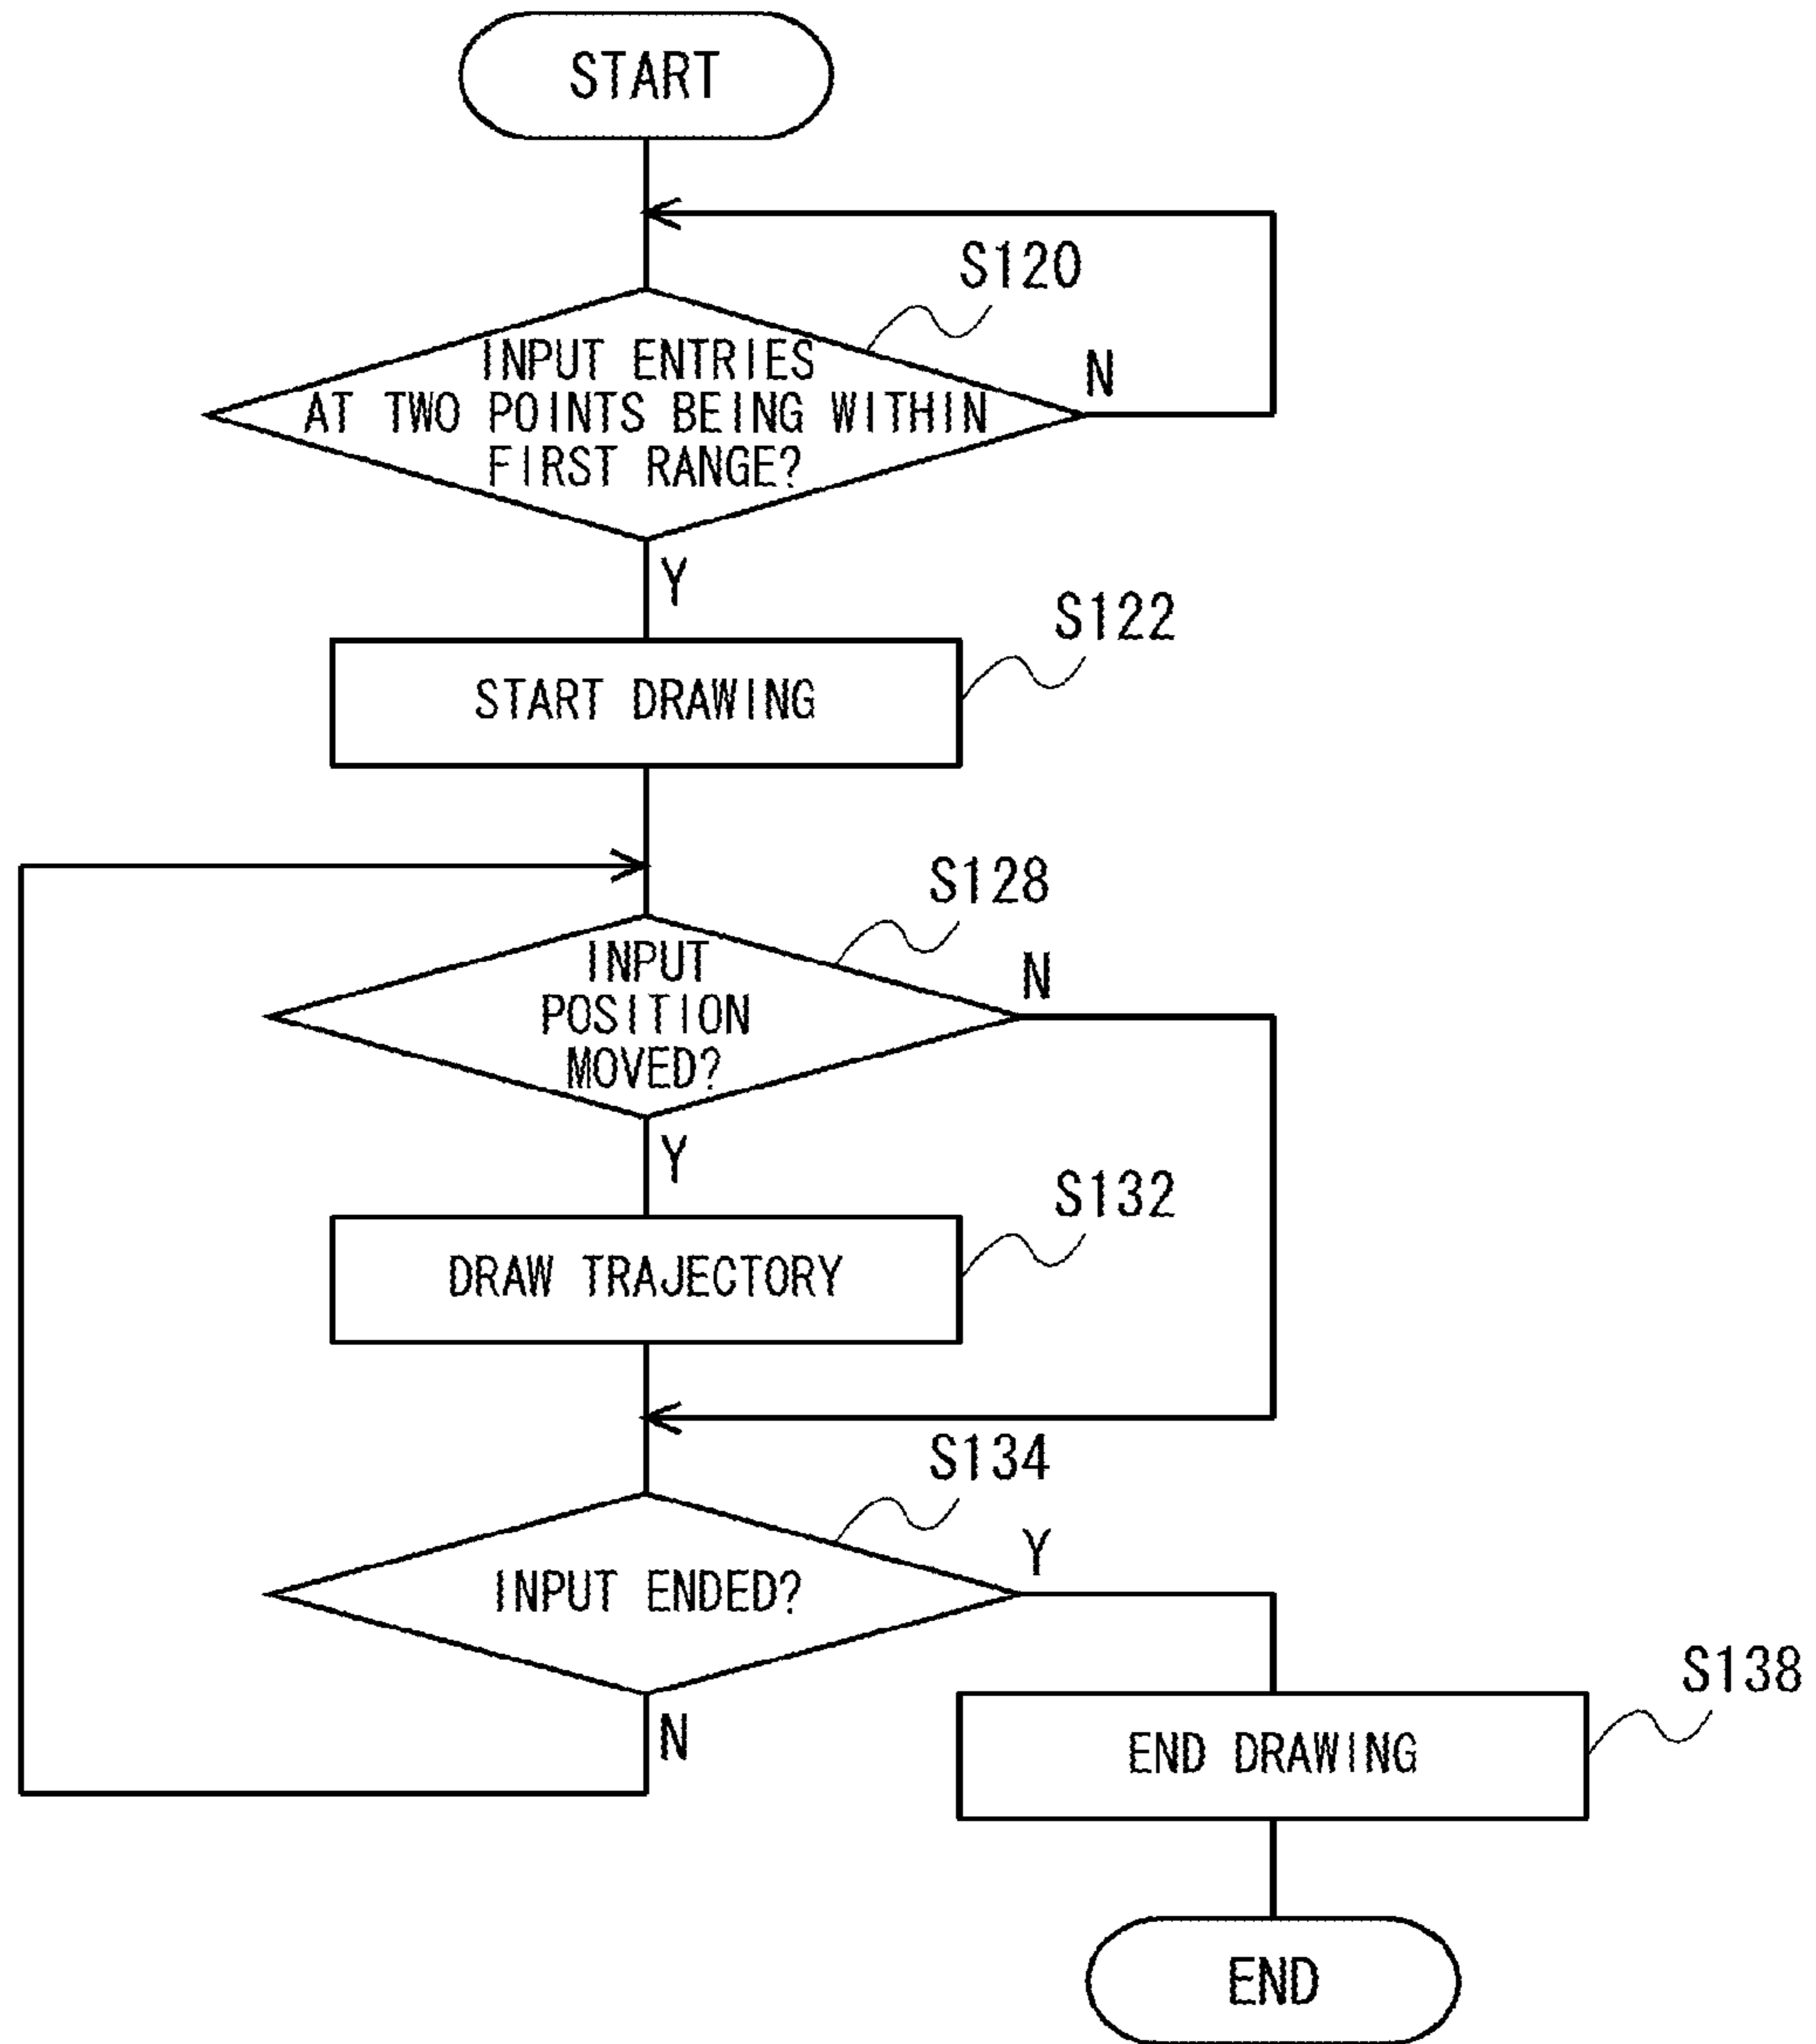 START
S120
INPUT ENTRIES
AT TWO POINTS BEING WITHIN
FIRST RANGE?
N
Y
S122
START DRAWING
S128
INPUT
POSITION
MOVED?
N
Y
S132
DRAW TRAJECTORY
S134
INPUT ENDED?
Y
N
S138
END DRAWING
END